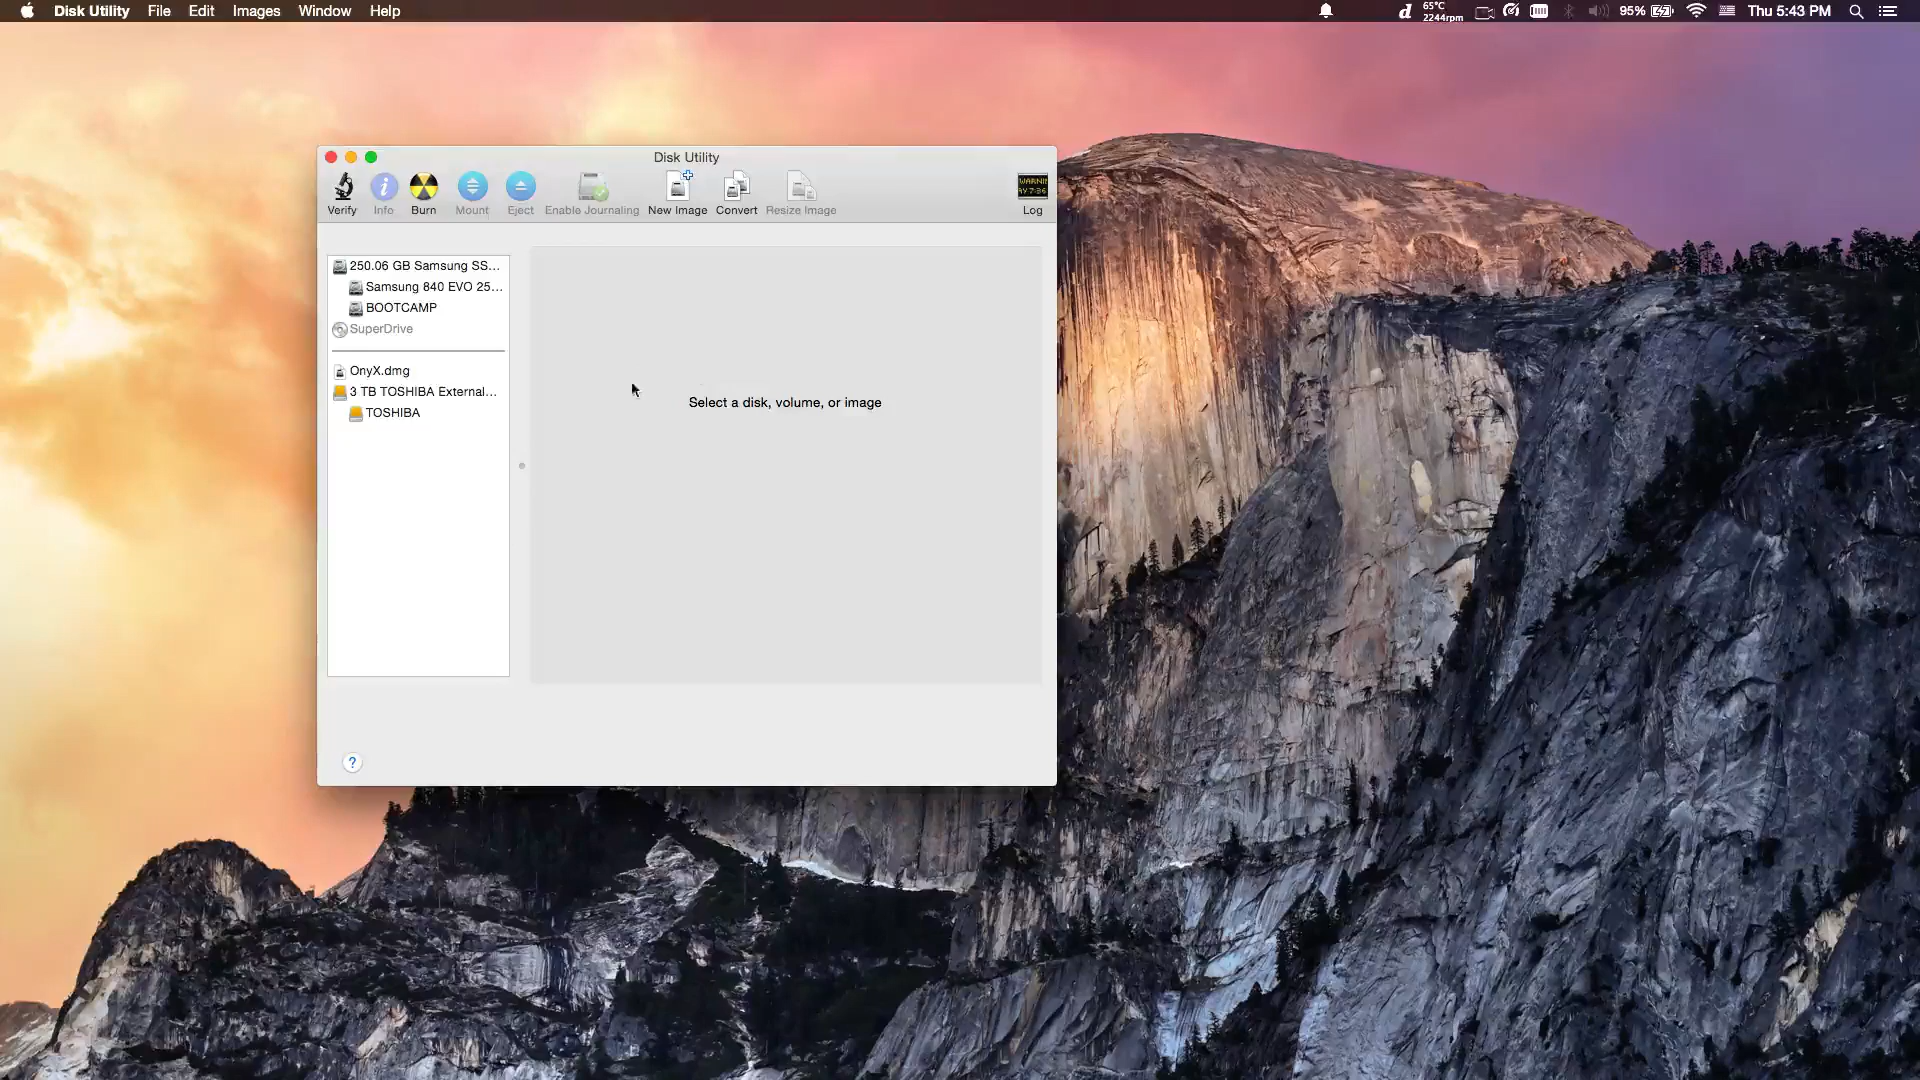 Disk Utility File Edit Images Window Help
d 65°C 2244rpm 95% Thu 5:43 PM
Disk Utility
Verify Info Burn Mount Eject Enable Journaling New Image Convert Resize Image Log
250.06 GB Samsung SS...
Samsung 840 EVO 25...
BOOTCAMP
SuperDrive
OnyX.dmg
3 TB TOSHIBA External...
TOSHIBA
Select a disk, volume, or image
?